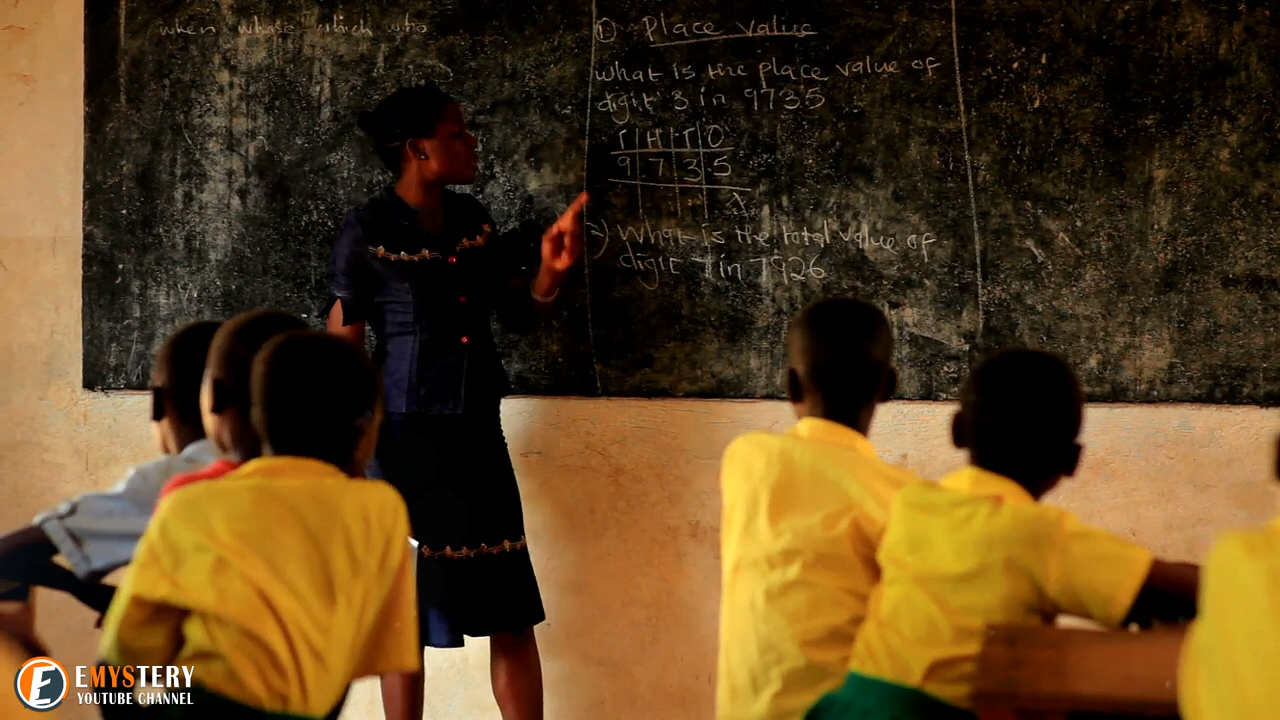 when whose which who
① Place Value
What is the place value of
digit 3 in 9735
T H T O
9 7 3 5
2) What is the total value of
digit 7 in 7926
EMYSTERY
YOUTUBE CHANNEL